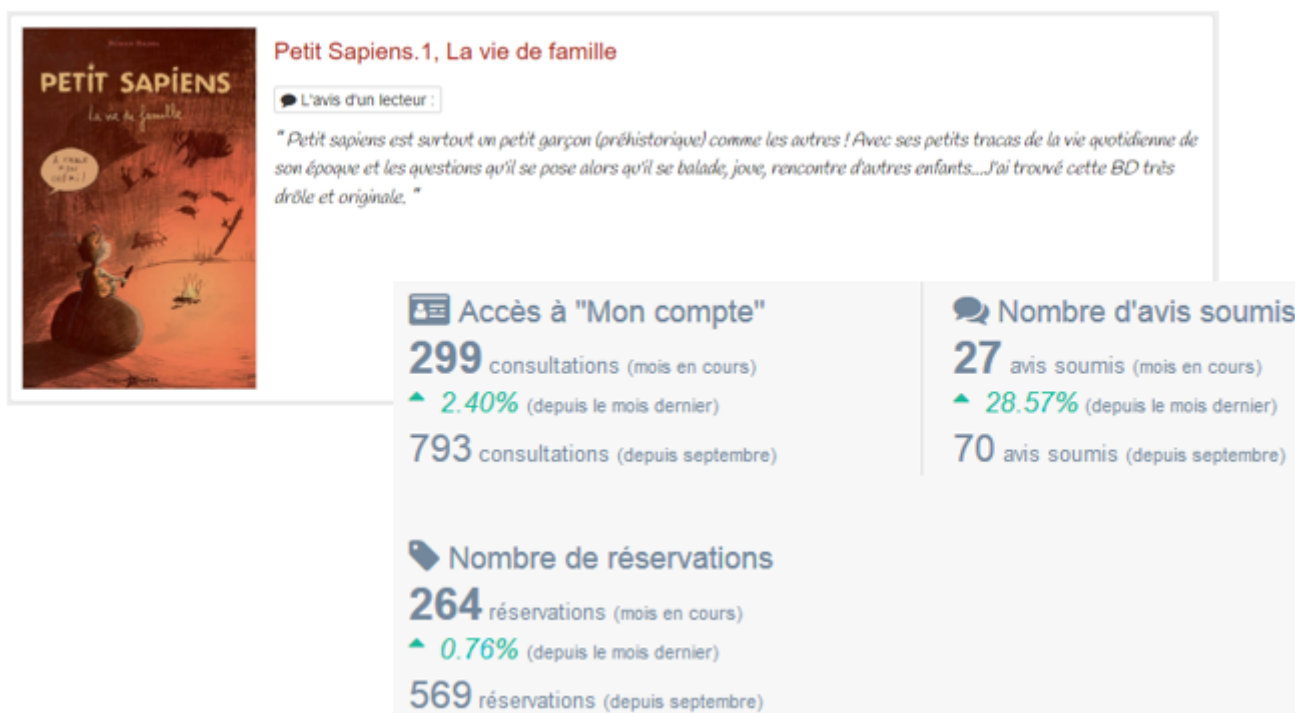 PETIT SAPIENS
La vie de famille
Petit Sapiens.1, La vie de famille
L'avis d'un lecteur :
" Petit sapiens est surtout un petit garçon (préhistorique) comme les autres ! Avec ses petits tracas de la vie quotidienne de
son époque et les questions qu'il se pose alors qu'il se balade, joue, rencontre d'autres enfants...J'ai trouvé cette BD très
drôle et originale. "
Accès à "Mon compte"
299 consultations (mois en cours)
2.40% (depuis le mois dernier)
793 consultations (depuis septembre)
Nombre d'avis soumis
27 avis soumis (mois en cours)
28.57% (depuis le mois dernier)
70 avis soumis (depuis septembre)
Nombre de réservations
264 réservations (mois en cours)
0.76% (depuis le mois dernier)
569 réservations (depuis septembre)